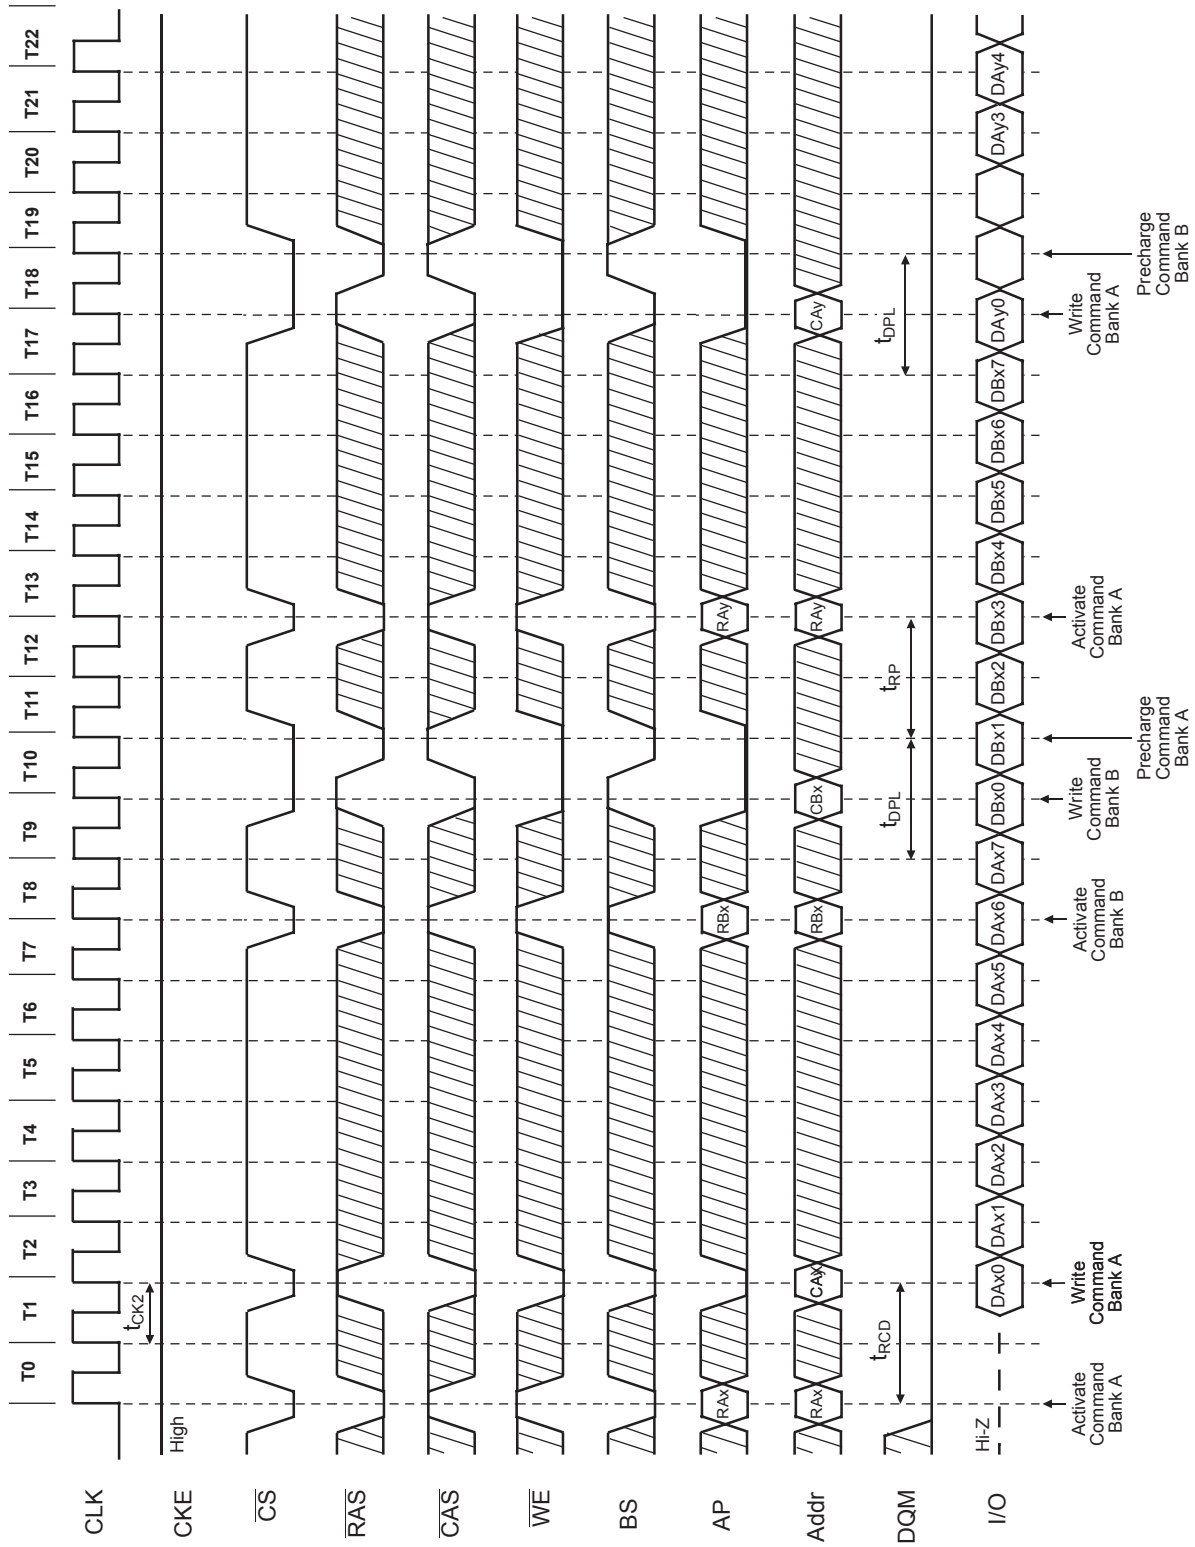 T0 T1 T2 T3 T4 T5 T6 T7 T8 T9 T10 T11 T12 T13 T14 T15 T16 T17 T18 T19 T20 T21 T22
CLK
tCK2
CKE
High
CS
RAS
CAS
WE
BS
AP
RAx RBx RAy
Addr
RAx CAx RBx CBx RAy CAy
DQM
tRCD tDPL tRP tDPL
I/O
Hi-Z
DAx0 DAx1 DAx2 DAx3 DAx4 DAx5 DAx6 DAx7 DBx0 DBx1 DBx2 DBx3 DBx4 DBx5 DBx6 DBx7 DAy0 DAy3 DAy4
Activate
Command
Bank A
Write
Command
Bank A
Activate
Command
Bank B
Write
Command
Bank B
Precharge
Command
Bank A
Activate
Command
Bank A
Write
Command
Bank A
Precharge
Command
Bank B